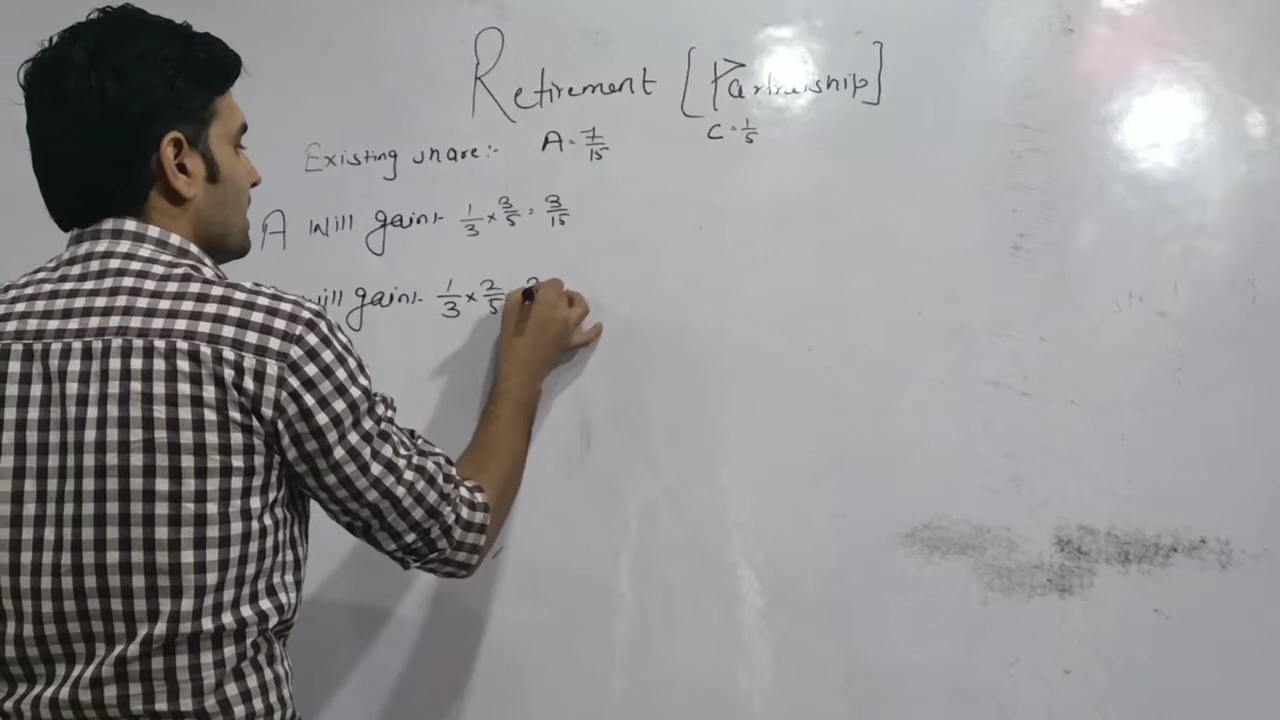 Retirement [Partnership]
Existing share:- A = 7/15 C = 1/5
A will gain:- 1/3 × 3/5 = 3/15
will gain:- 1/3 × 2/5